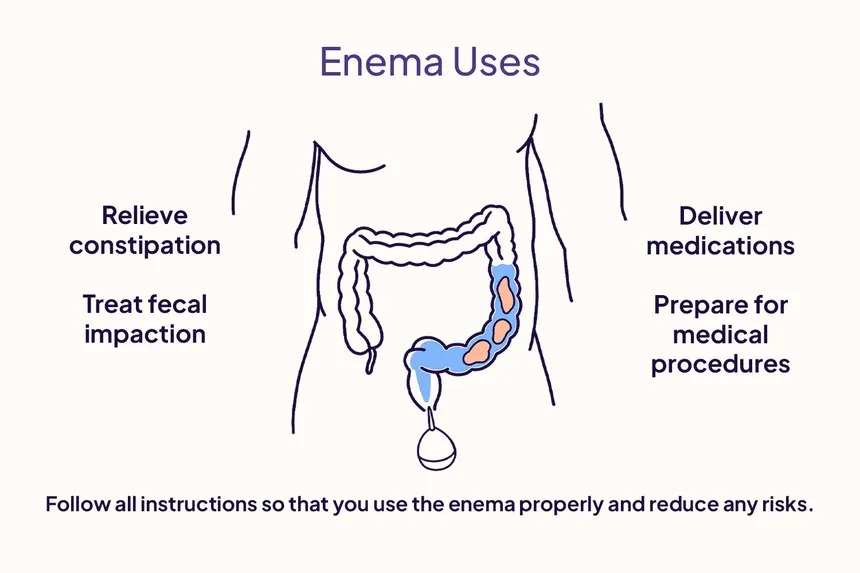 Enema Uses
Relieve
constipation
Treat fecal
impaction
Deliver
medications
Prepare for
medical
procedures
Follow all instructions so that you use the enema properly and reduce any risks.